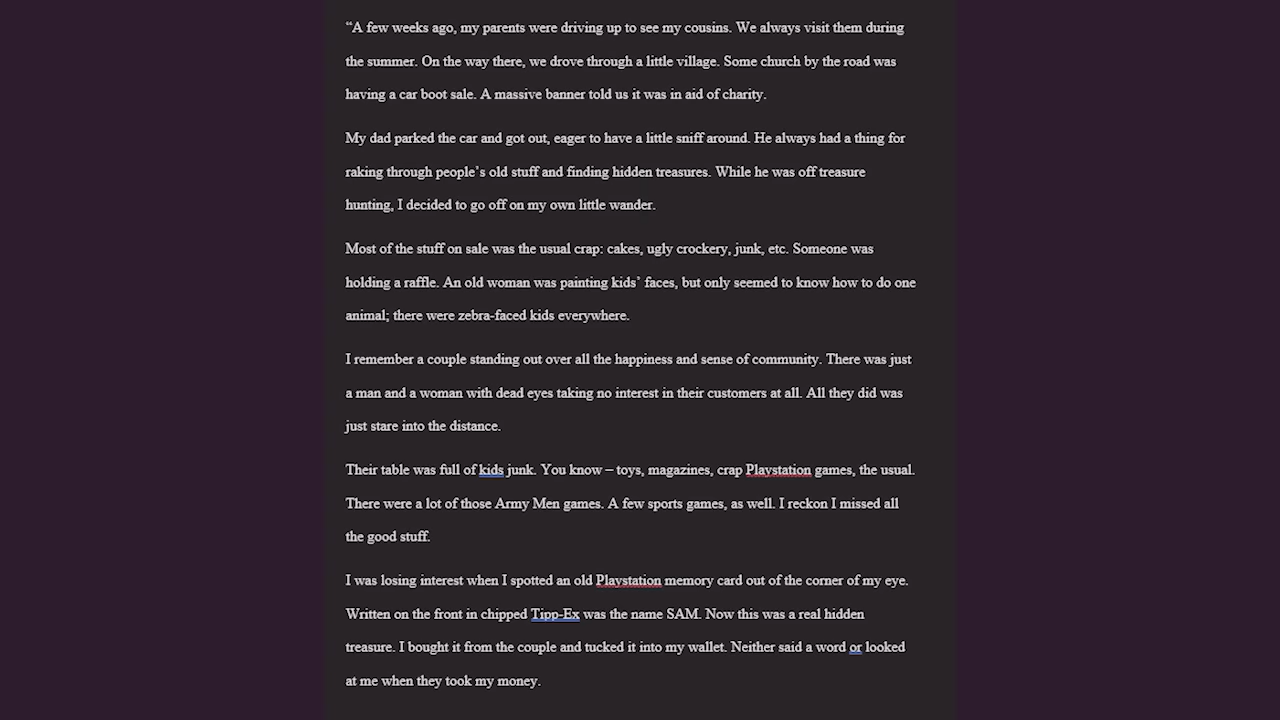 “A few weeks ago, my parents were driving up to see my cousins. We always visit them during
the summer. On the way there, we drove through a little village. Some church by the road was
having a car boot sale. A massive banner told us it was in aid of charity.
My dad parked the car and got out, eager to have a little sniff around. He always had a thing for
raking through people’s old stuff and finding hidden treasures. While he was off treasure
hunting, I decided to go off on my own little wander.
Most of the stuff on sale was the usual crap: cakes, ugly crockery, junk, etc. Someone was
holding a raffle. An old woman was painting kids’ faces, but only seemed to know how to do one
animal; there were zebra-faced kids everywhere.
I remember a couple standing out over all the happiness and sense of community. There was just
a man and a woman with dead eyes taking no interest in their customers at all. All they did was
just stare into the distance.
Their table was full of kids junk. You know – toys, magazines, crap Playstation games, the usual.
There were a lot of those Army Men games. A few sports games, as well. I reckon I missed all
the good stuff.
I was losing interest when I spotted an old Playstation memory card out of the corner of my eye.
Written on the front in chipped Tipp-Ex was the name SAM. Now this was a real hidden
treasure. I bought it from the couple and tucked it into my wallet. Neither said a word or looked
at me when they took my money.